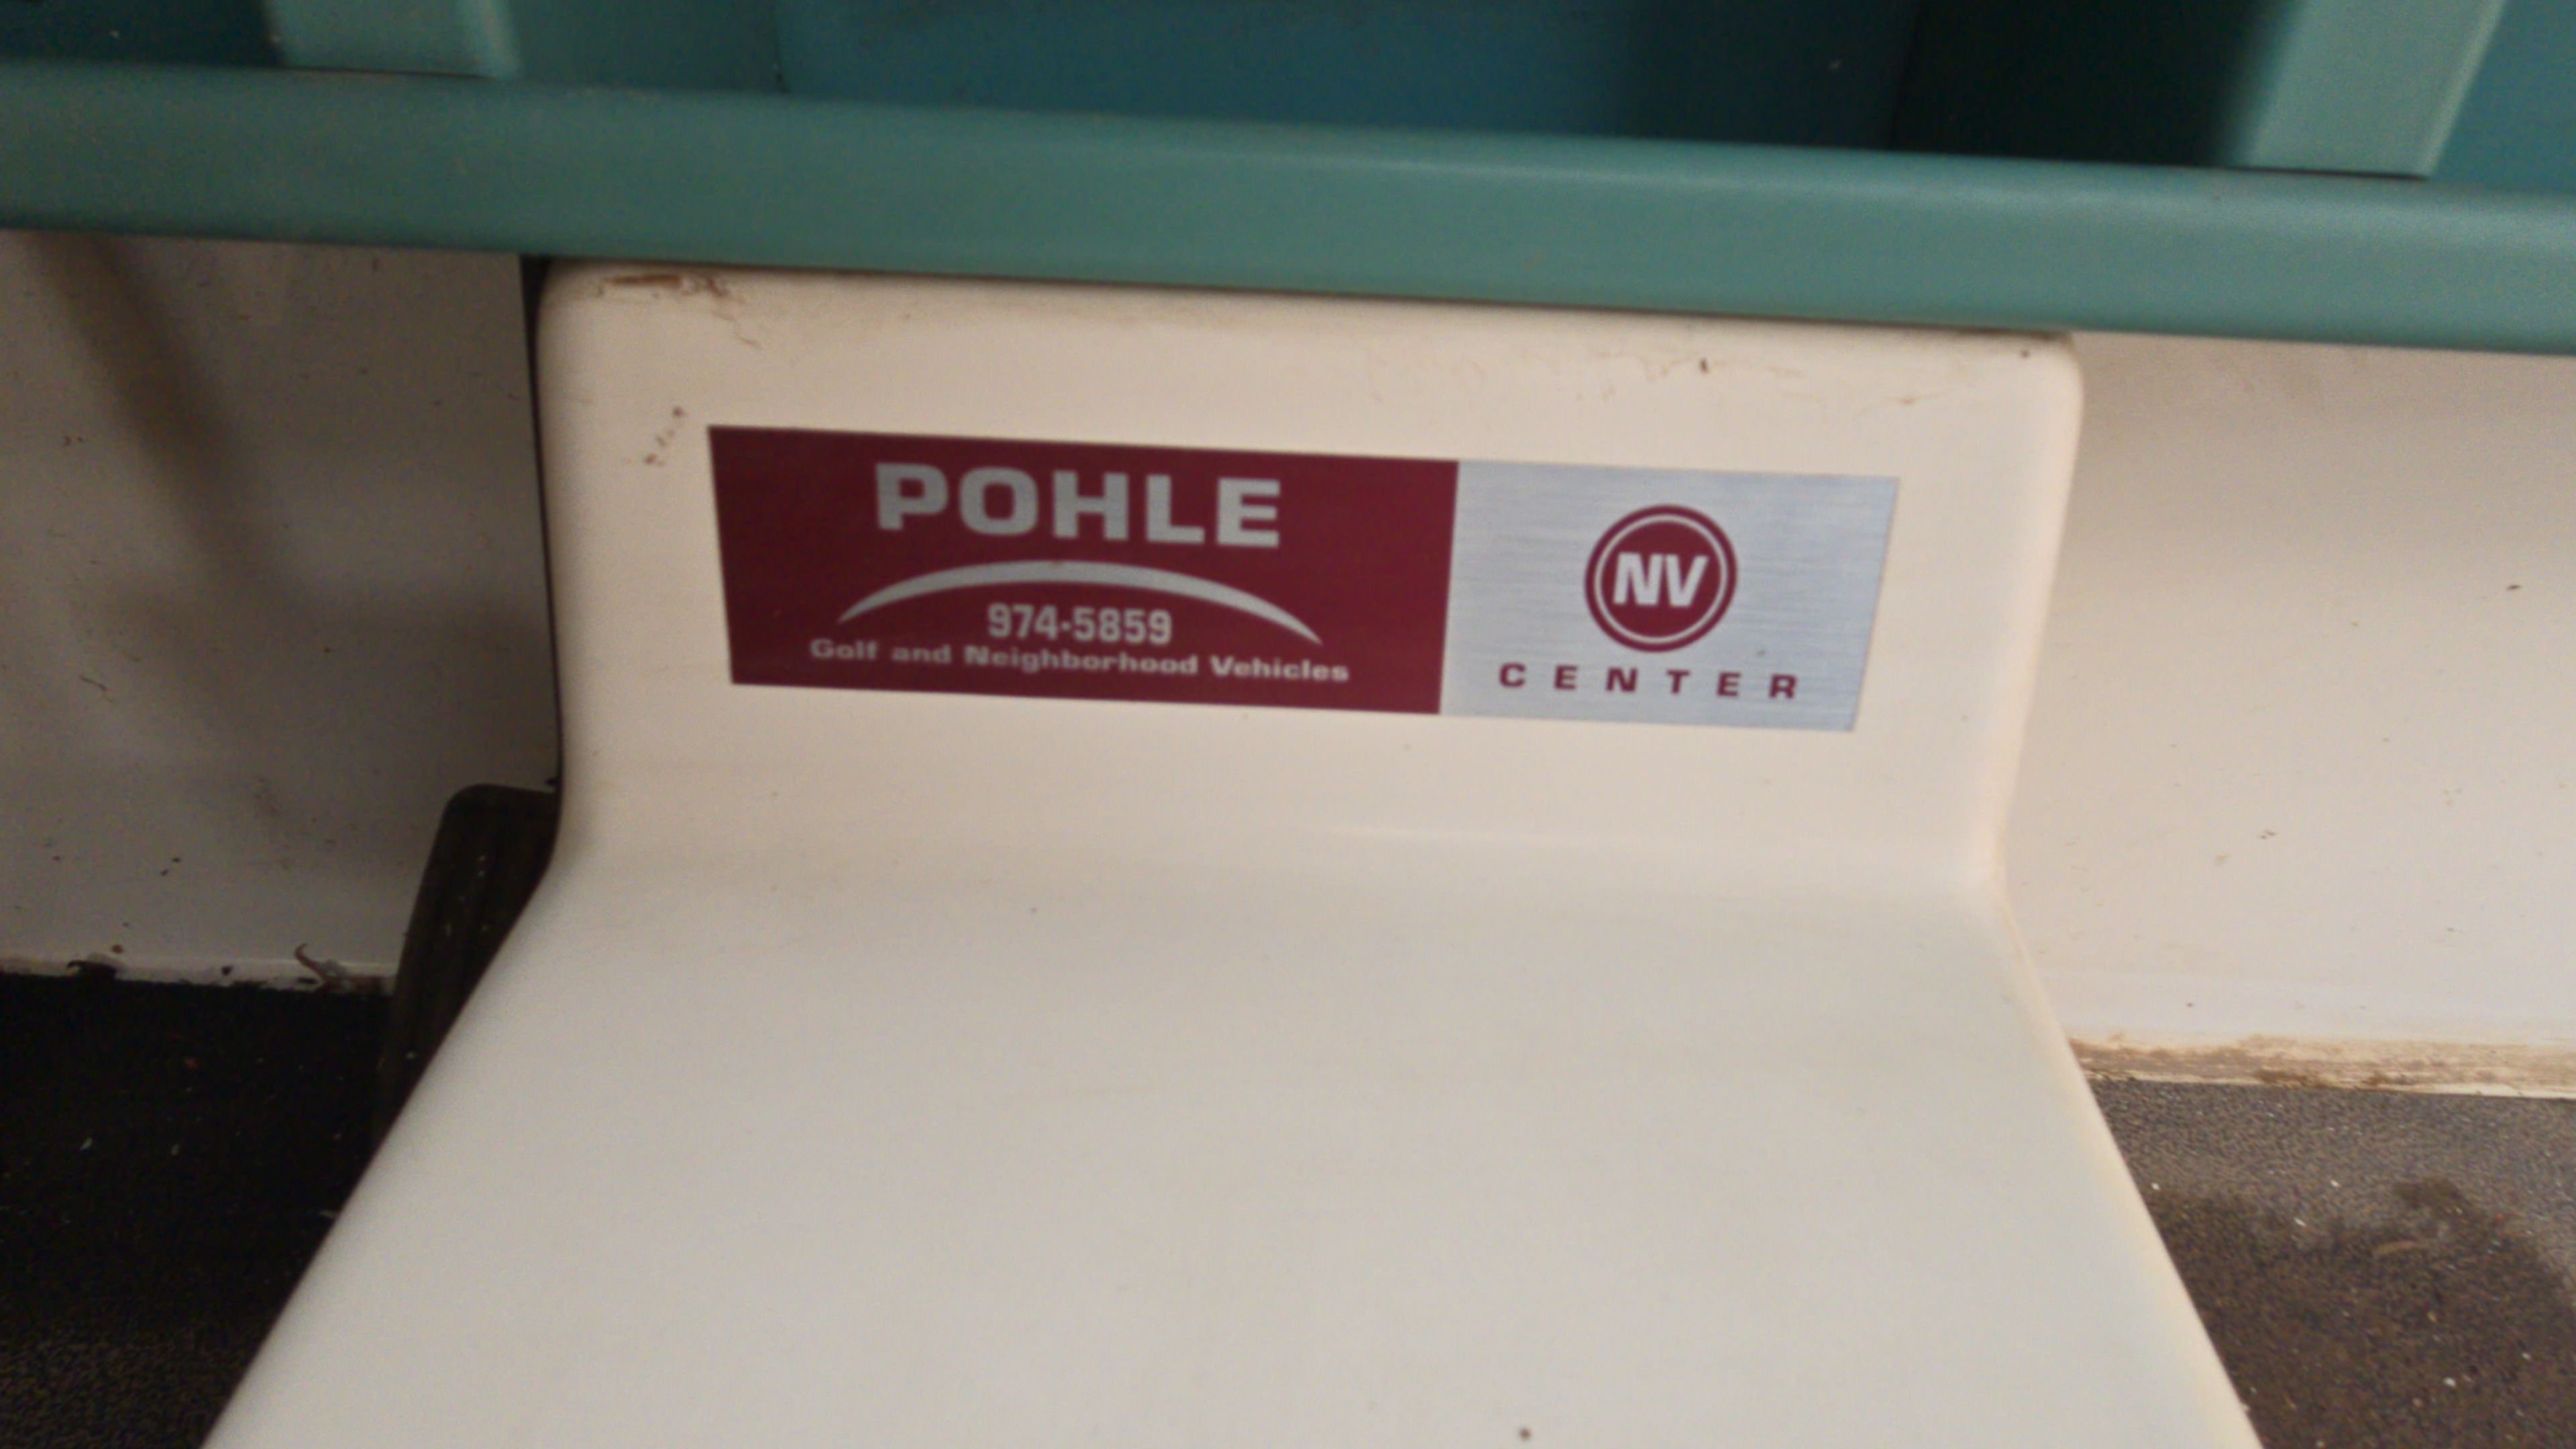 POHLE
974-5859
Golf and Neighborhood Vehicles
NV
CENTER